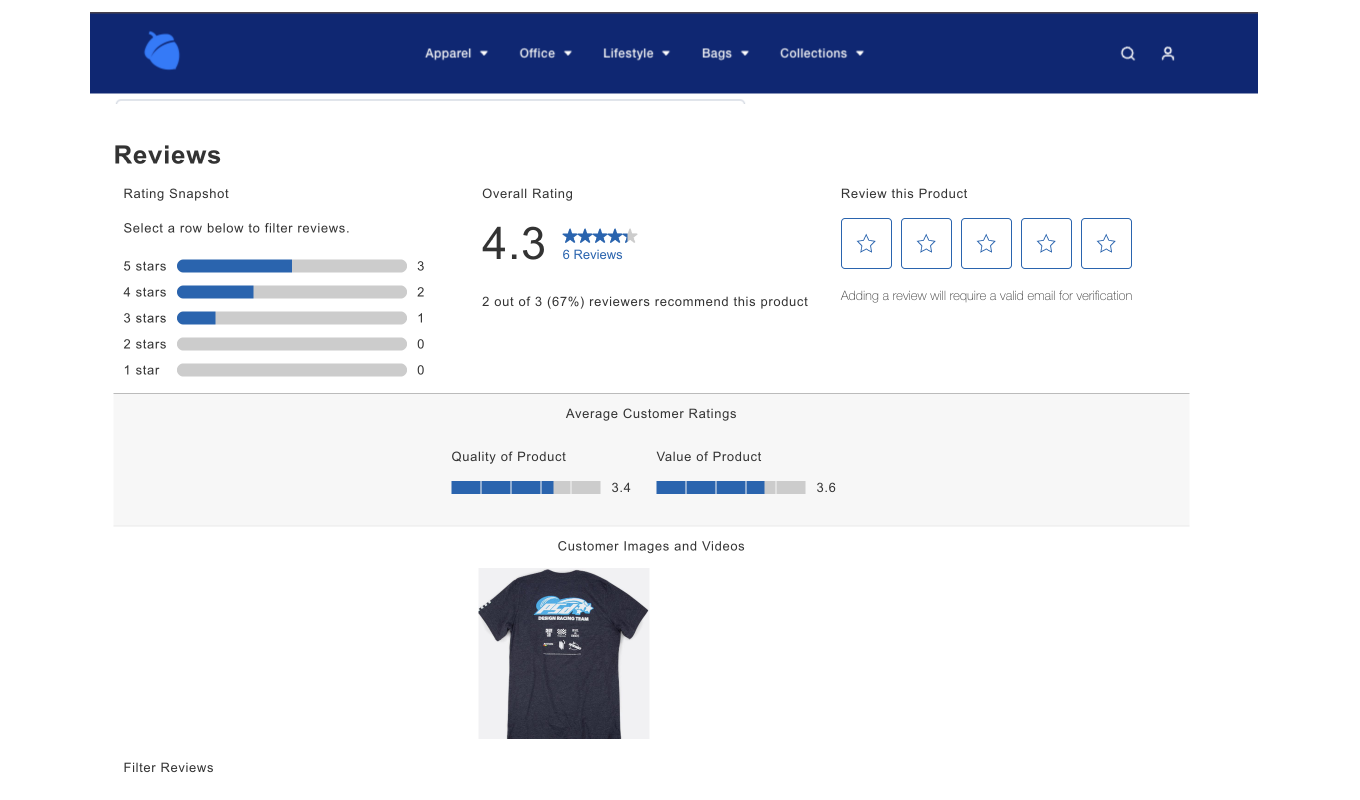 Apparel Office Lifestyle Bags Collections
Reviews
Rating Snapshot
Select a row below to filter reviews.
5 stars 3
4 stars 2
3 stars 1
2 stars 0
1 star 0
Overall Rating
4.3
6 Reviews
2 out of 3 (67%) reviewers recommend this product
Review this Product
Adding a review will require a valid email for verification
Average Customer Ratings
Quality of Product
3.4
Value of Product
3.6
Customer Images and Videos
DESIGN RACING TEAM
Filter Reviews